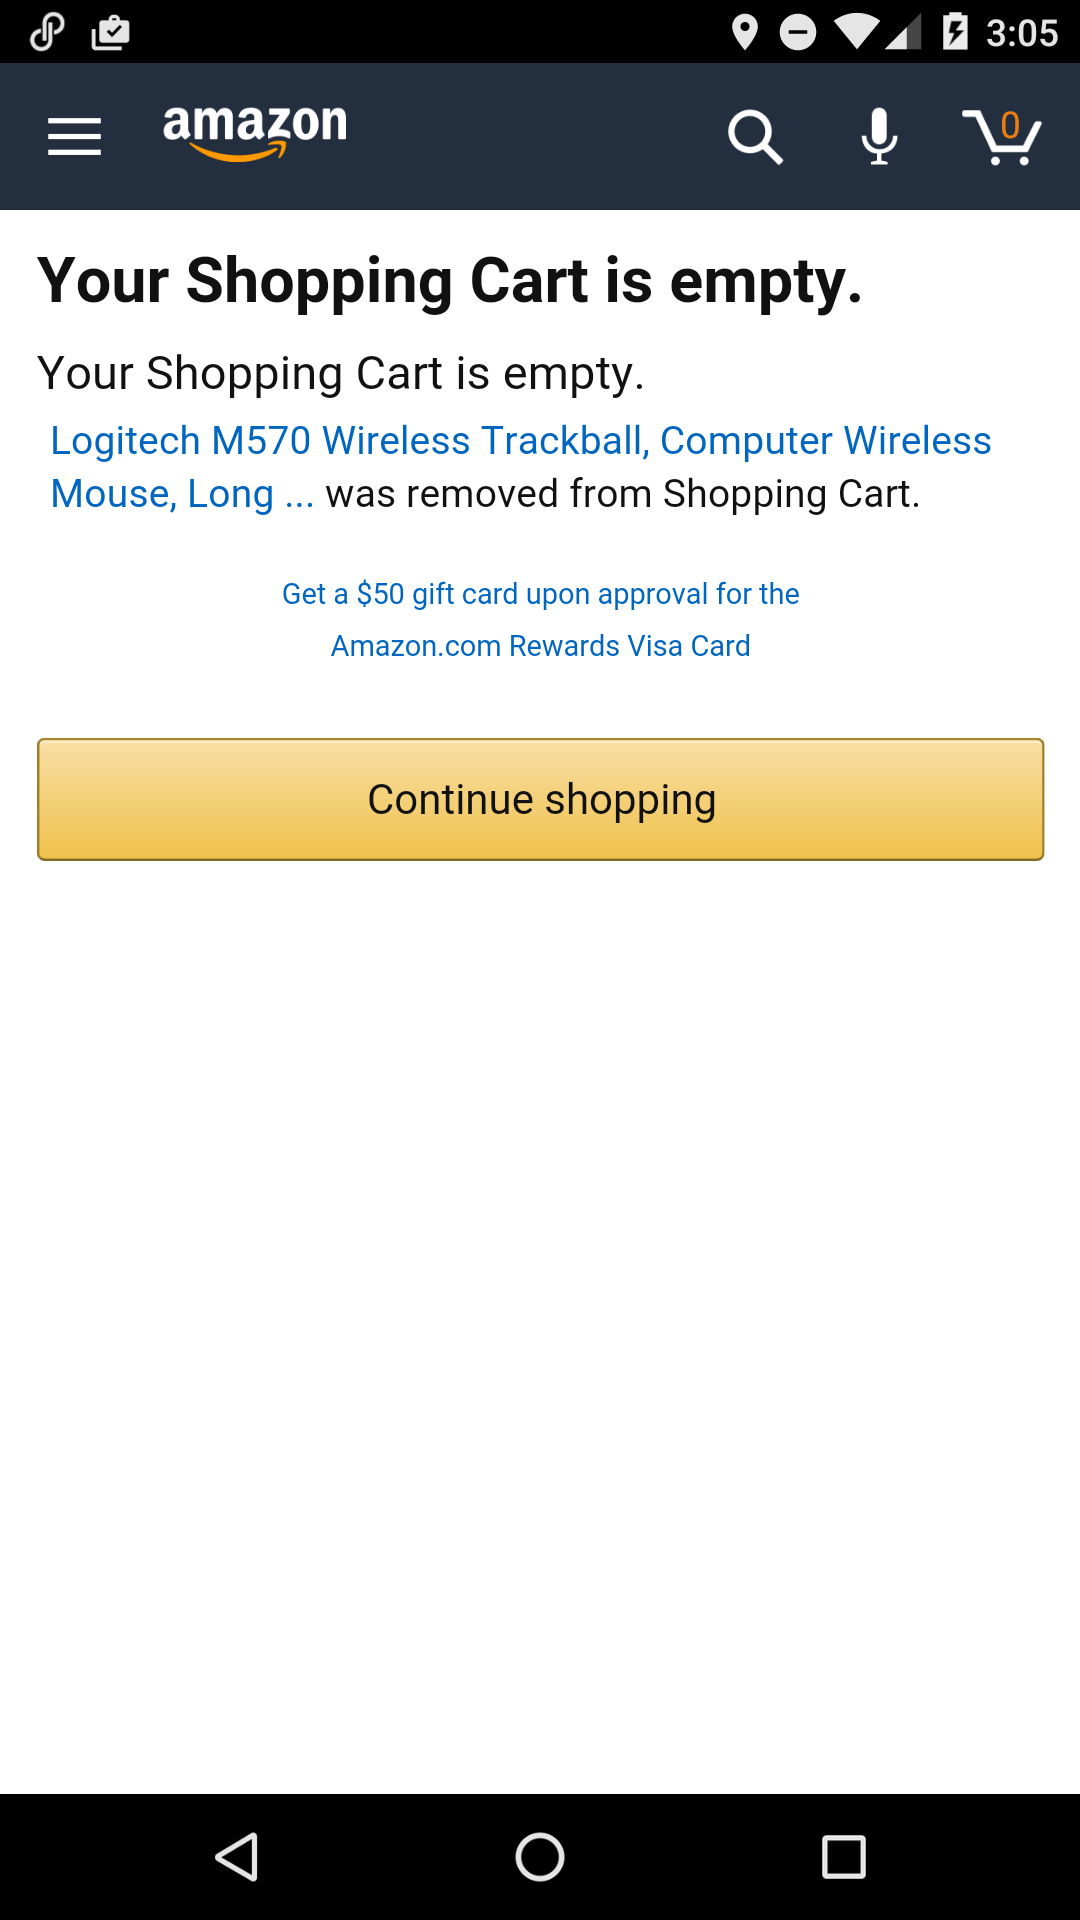 3:05
amazon
0
Your Shopping Cart is empty.
Your Shopping Cart is empty.
Logitech M570 Wireless Trackball, Computer Wireless
Mouse, Long ... was removed from Shopping Cart.
Get a $50 gift card upon approval for the
Amazon.com Rewards Visa Card
Continue shopping